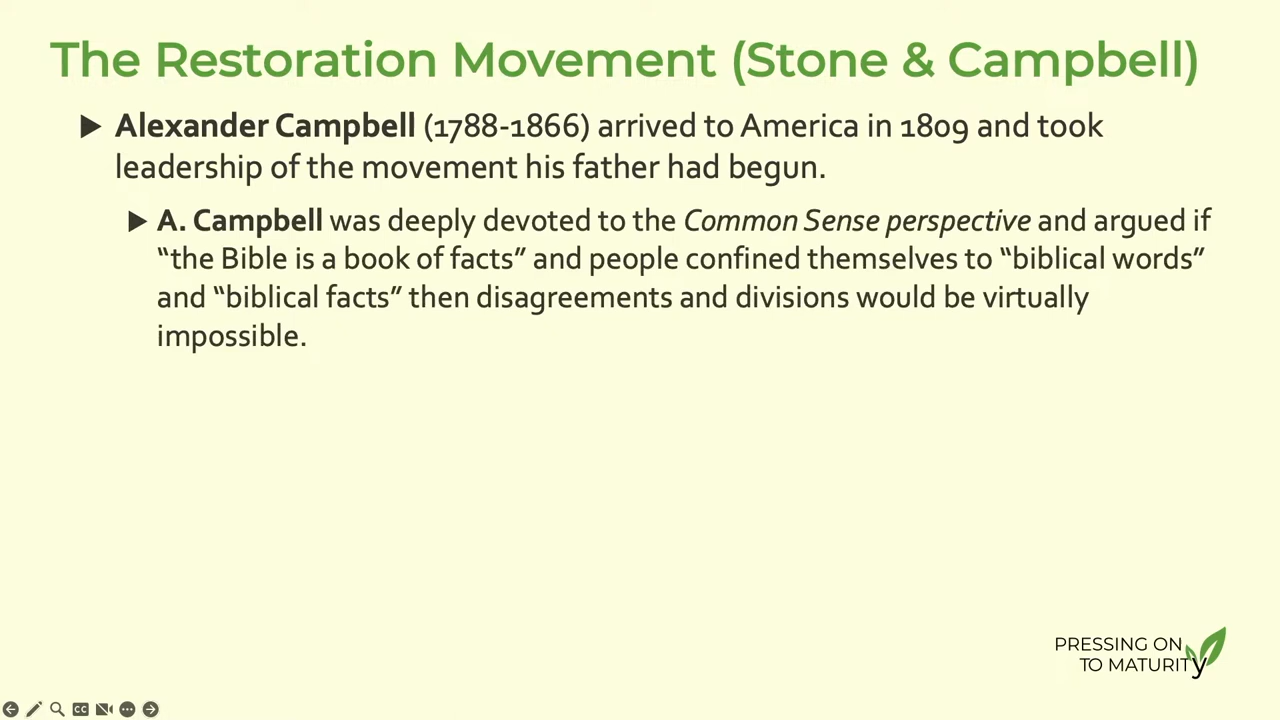 The Restoration Movement (Stone & Campbell)
Alexander Campbell (1788-1866) arrived to America in 1809 and took
leadership of the movement his father had begun.
A. Campbell was deeply devoted to the Common Sense perspective and argued if
“the Bible is a book of facts” and people confined themselves to “biblical words”
and “biblical facts” then disagreements and divisions would be virtually
impossible.
PRESSING ON
TO MATURITy
CC